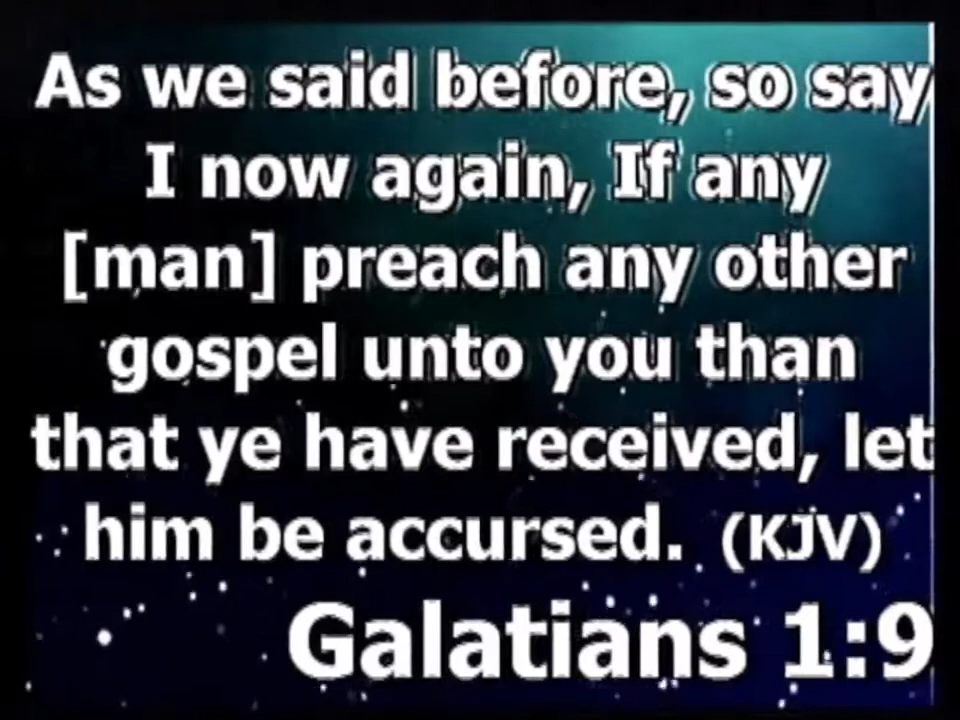 As we said before, so say
I now again, If any
[man] preach any other
gospel unto you than
that ye have received, let
him be accursed. (KJV)
Galatians 1:9